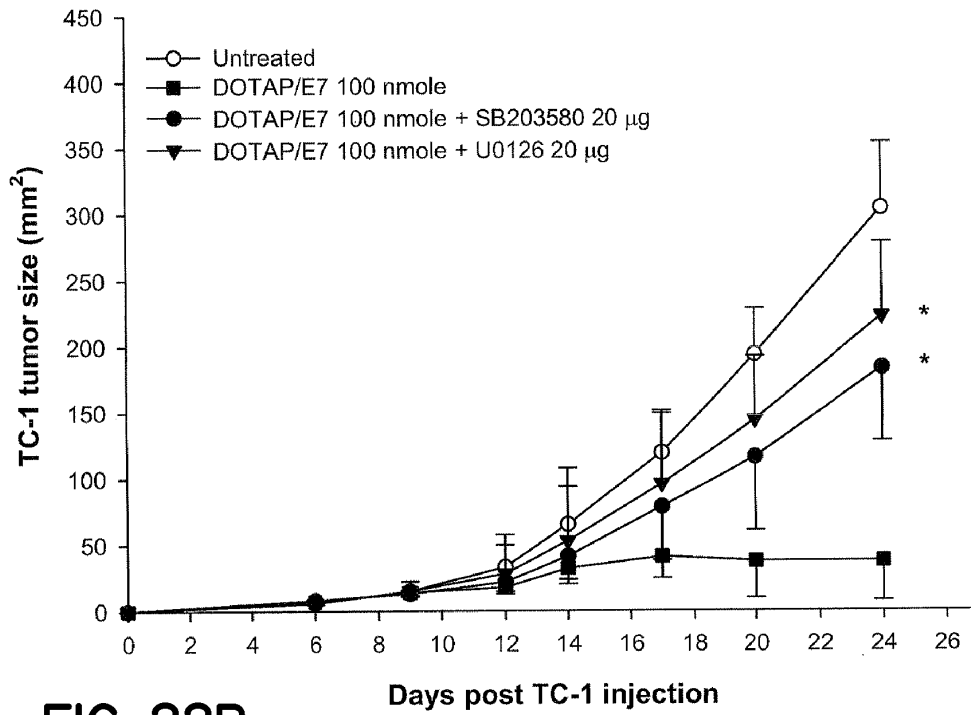 450
400
350
300
250
200
150
100
50
0
TC-1 tumor size (mm²)
Untreated
DOTAP/E7 100 nmole
DOTAP/E7 100 nmole + SB203580 20 µg
DOTAP/E7 100 nmole + U0126 20 µg
*
*
0 2 4 6 8 10 12 14 16 18 20 22 24 26
Days post TC-1 injection